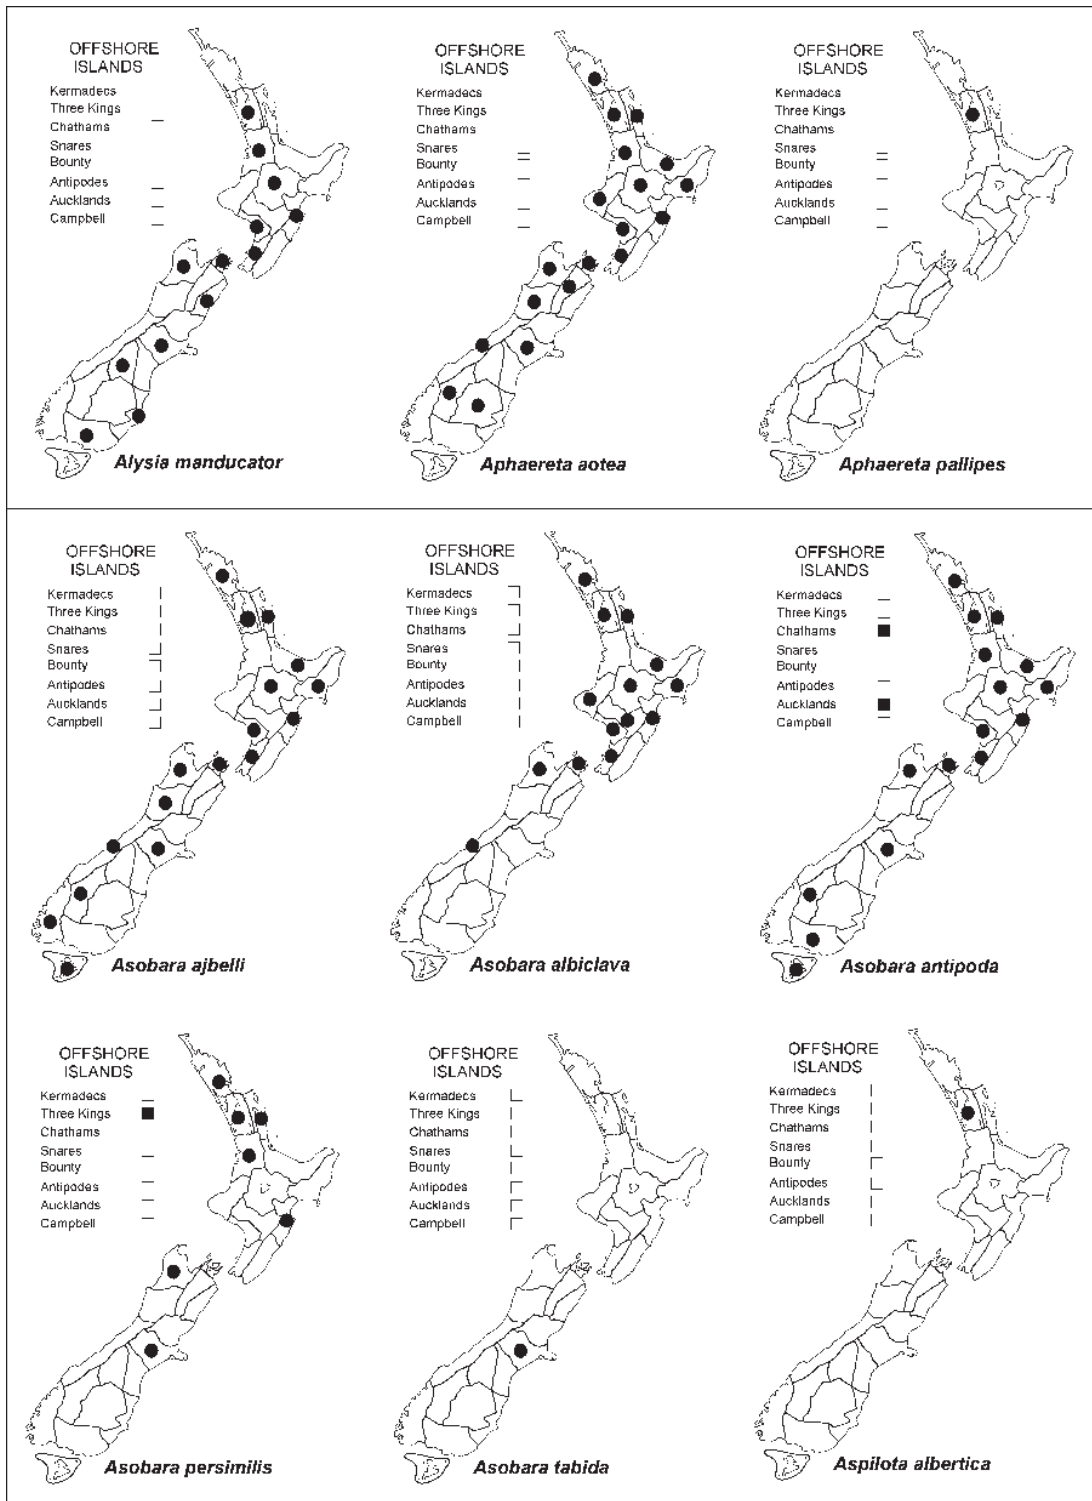 OFFSHORE
ISLANDS
Kermadecs
Three Kings
Chathams
Snares
Bounty
Antipodes
Aucklands
Campbell
Alysia manducator
OFFSHORE
ISLANDS
Kermadecs
Three Kings
Chathams
Snares
Bounty
Antipodes
Aucklands
Campbell
Aphaereta aotea
OFFSHORE
ISLANDS
Kermadecs
Three Kings
Chathams
Snares
Bounty
Antipodes
Aucklands
Campbell
Aphaereta pallipes
OFFSHORE
ISLANDS
Kermadecs
Three Kings
Chathams
Snares
Bounty
Antipodes
Aucklands
Campbell
Asobara ajbelli
OFFSHORE
ISLANDS
Kermadecs
Three Kings
Chathams
Snares
Bounty
Antipodes
Aucklands
Campbell
Asobara albiclava
OFFSHORE
ISLANDS
Kermadecs
Three Kings
Chathams
Snares
Bounty
Antipodes
Aucklands
Campbell
Asobara antipoda
OFFSHORE
ISLANDS
Kermadecs
Three Kings
Chathams
Snares
Bounty
Antipodes
Aucklands
Campbell
Asobara persimilis
OFFSHORE
ISLANDS
Kermadecs
Three Kings
Chathams
Snares
Bounty
Antipodes
Aucklands
Campbell
Asobara tabida
OFFSHORE
ISLANDS
Kermadecs
Three Kings
Chathams
Snares
Bounty
Antipodes
Aucklands
Campbell
Aspilota albertica